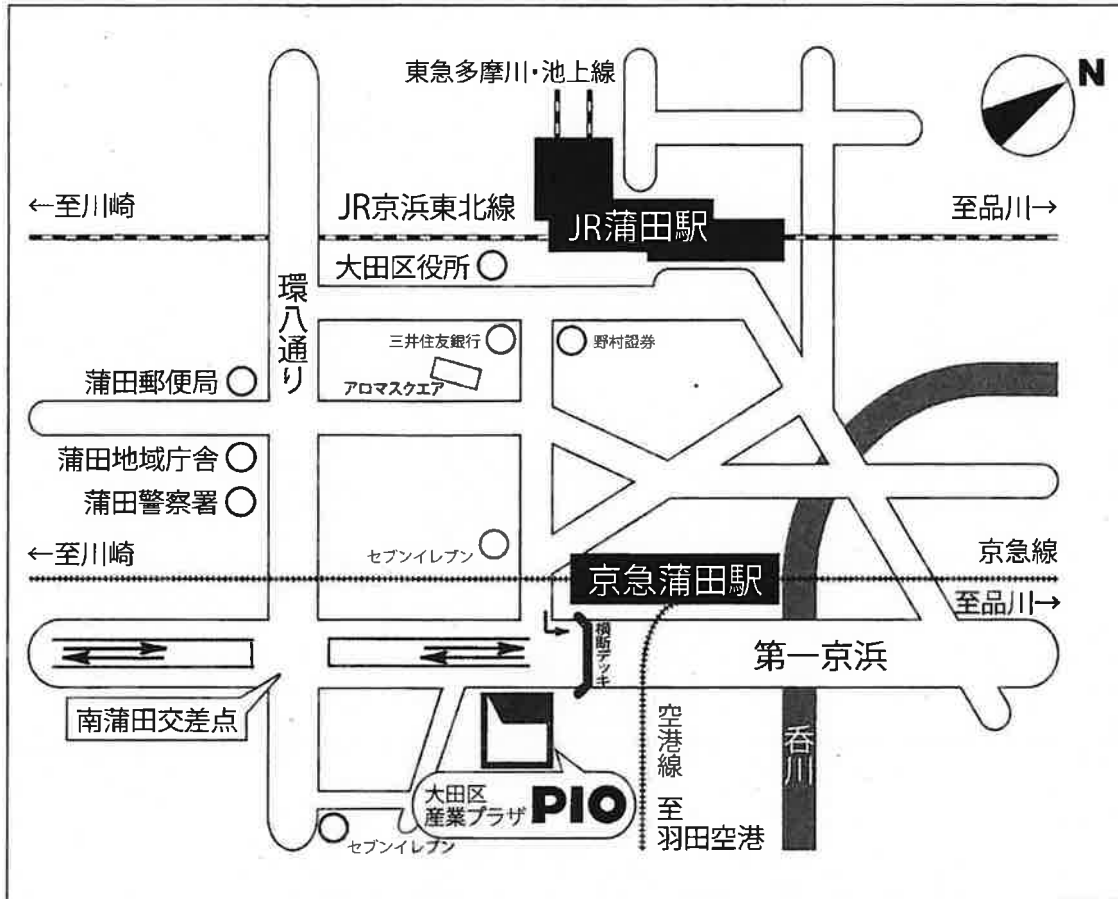 東急多摩川・池上線
N
←至川崎
JR京浜東北線
JR蒲田駅
至品川→
大田区役所
環八通り
三井住友銀行
野村證券
アロマスクエア
蒲田郵便局
蒲田地域庁舎
蒲田警察署
セブンイレブン
←至川崎
京急蒲田駅
京急線
至品川→
横断デッキ
第一京浜
南蒲田交差点
空港線
至
羽田空港
呑川
大田区
産業プラザ
PIO
セブンイレブン